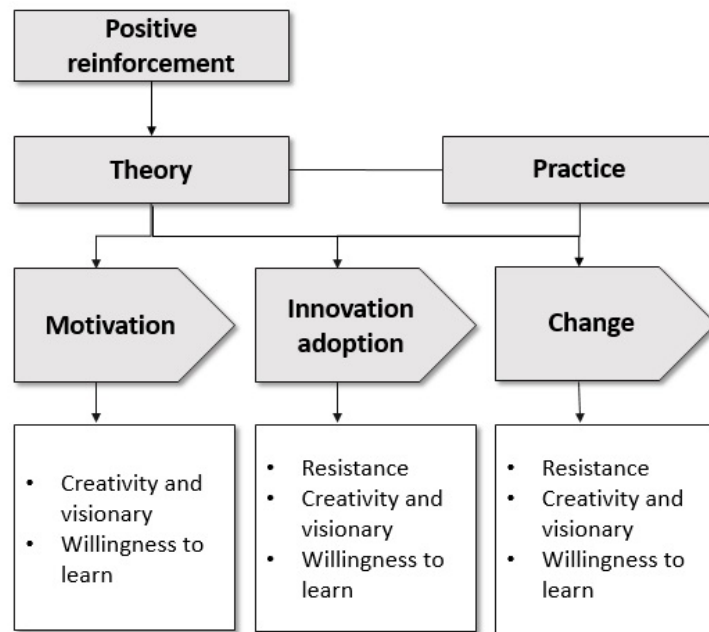 Positive
reinforcement
Theory
Practice
Motivation
Innovation
adoption
Change
• Creativity and
visionary
• Willingness to
learn
• Resistance
• Creativity and
visionary
• Willingness to
learn
• Resistance
• Creativity and
visionary
• Willingness to
learn